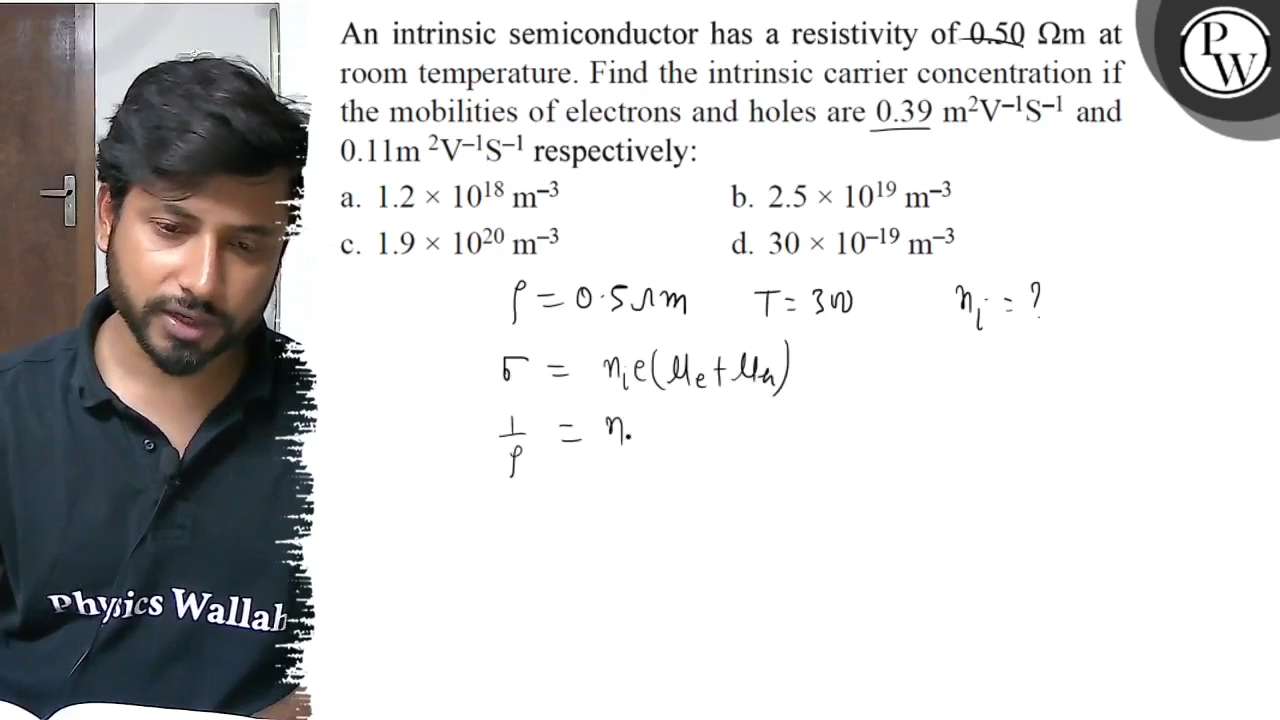 An intrinsic semiconductor has a resistivity of 0.50 Ωm at
room temperature. Find the intrinsic carrier concentration if
the mobilities of electrons and holes are 0.39 m²V⁻¹S⁻¹ and
0.11m ²V⁻¹S⁻¹ respectively:
a. 1.2 × 10¹⁸ m⁻³ b. 2.5 × 10¹⁹ m⁻³
c. 1.9 × 10²⁰ m⁻³ d. 30 × 10⁻¹⁹ m⁻³
ρ = 0.5 Ωm T = 300 nᵢ = ?
σ = nᵢe(μₑ + μₕ)
1/ρ = n
PW
Physics Wallah